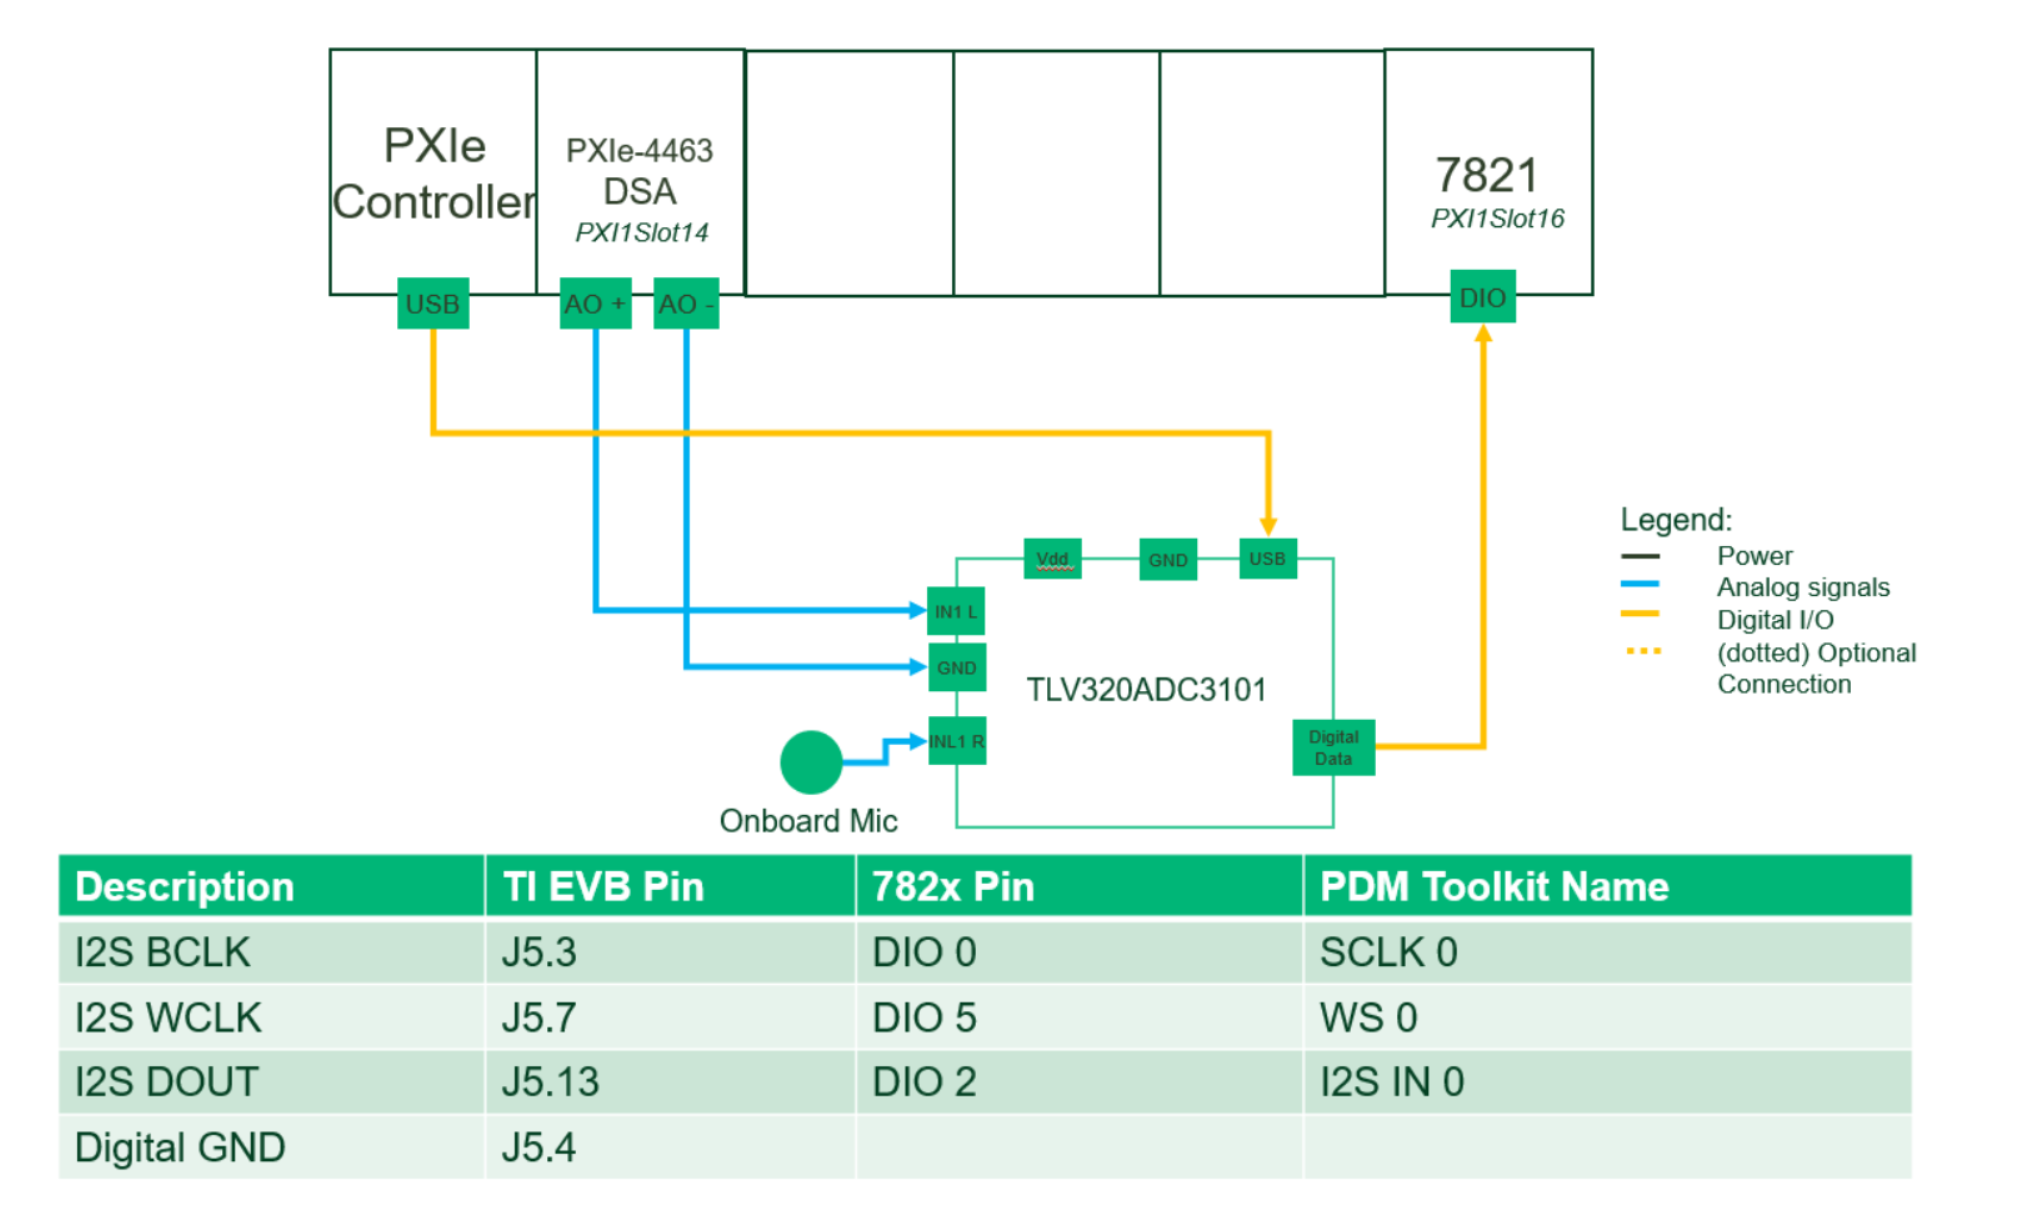 PXIe
Controller
PXIe-4463
DSA
PXI1Slot14
7821
PXI1Slot16
USB
AO +
AO -
DIO
Legend:
Power
Analog signals
Digital I/O
(dotted) Optional
Connection
Vdd
GND
USB
IN1 L
GND
TLV320ADC3101
INL1 R
Digital
Data
Onboard Mic
Description TI EVB Pin 782x Pin PDM Toolkit Name
I2S BCLK J5.3 DIO 0 SCLK 0
I2S WCLK J5.7 DIO 5 WS 0
I2S DOUT J5.13 DIO 2 I2S IN 0
Digital GND J5.4